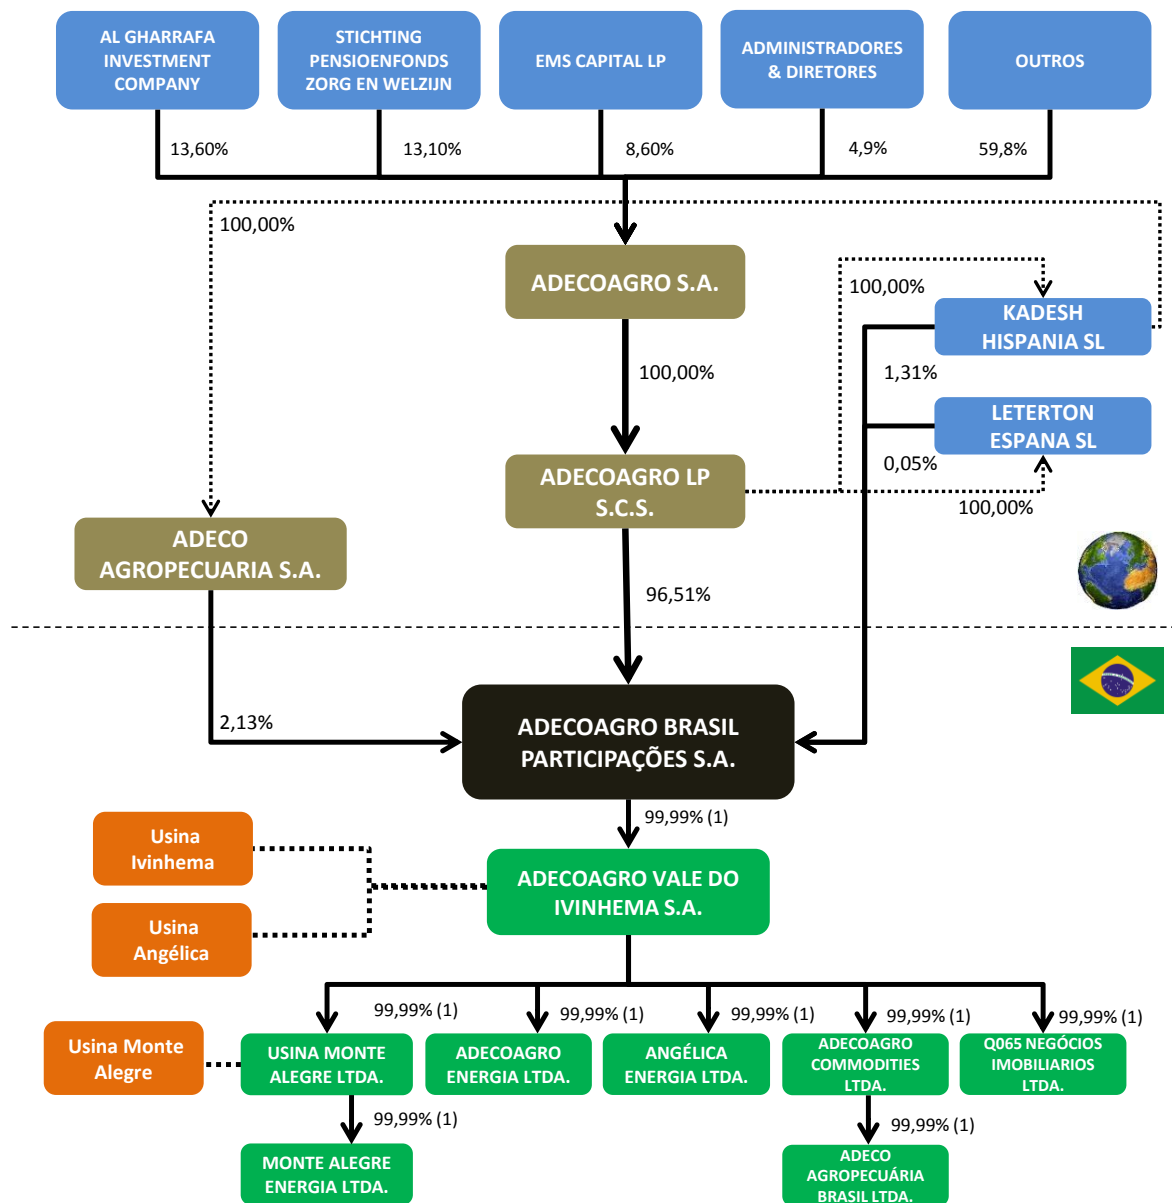 AL GHARRAFA
INVESTMENT
COMPANY
STICHTING
PENSIOENFONDS
ZORG EN WELZIJN
EMS CAPITAL LP
ADMINISTRADORES
& DIRETORES
OUTROS
13,60%
13,10%
8,60%
4,9%
59,8%
100,00%
ADECOAGRO S.A.
100,00%
KADESH
HISPANIA SL
100,00%
1,31%
LETERTON
ESPANA SL
0,05%
ADECOAGRO LP
S.C.S.
100,00%
ADECO
AGROPECUARIA S.A.
96,51%
2,13%
ADECOAGRO BRASIL
PARTICIPAÇÕES S.A.
99,99% (1)
Usina
Ivinhema
ADECOAGRO VALE DO
IVINHEMA S.A.
Usina
Angélica
99,99% (1)
99,99% (1)
99,99% (1)
99,99% (1)
99,99% (1)
Usina Monte
Alegre
USINA MONTE
ALEGRE LTDA.
ADECOAGRO
ENERGIA LTDA.
ANGÉLICA
ENERGIA LTDA.
ADECOAGRO
COMMODITIES
LTDA.
Q065 NEGÓCIOS
IMOBILIARIOS
LTDA.
99,99% (1)
99,99% (1)
MONTE ALEGRE
ENERGIA LTDA.
ADECO
AGROPECUÁRIA
BRASIL LTDA.